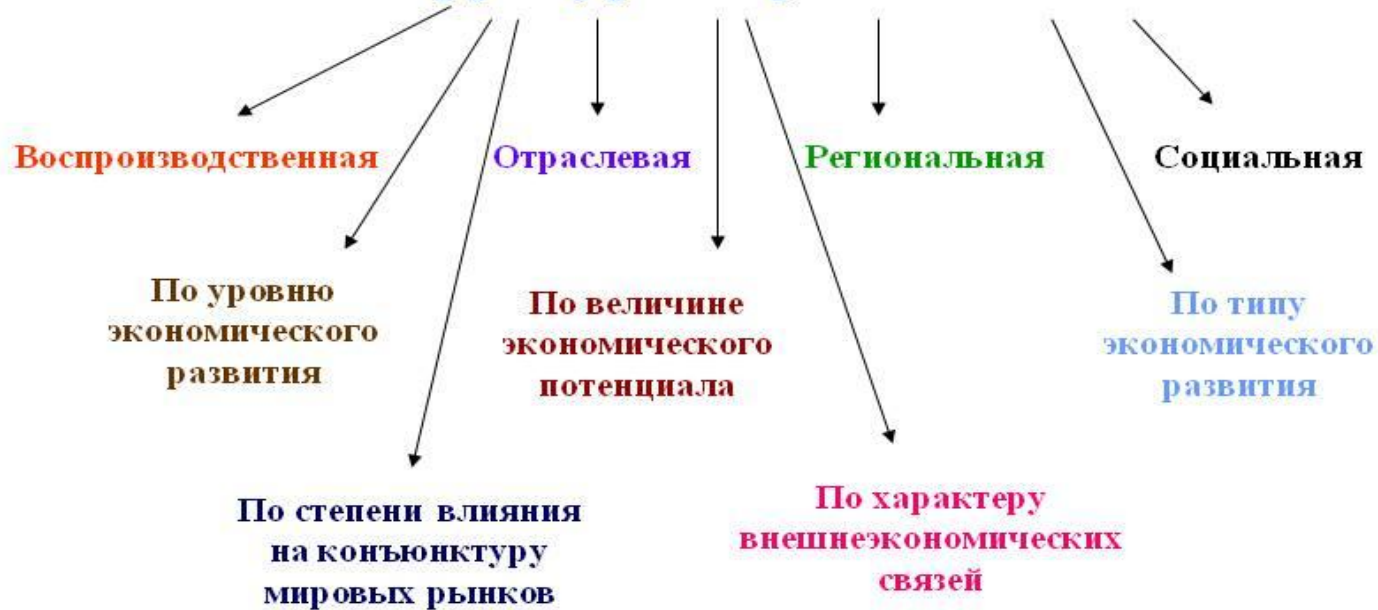 Воспроизводственная
Отраслевая
Региональная
Социальная
По уровню
экономического
развития
По величине
экономического
потенциала
По типу
экономического
развития
По степени влияния
на конъюнктуру
мировых рынков
По характеру
внешнеэкономических
связей